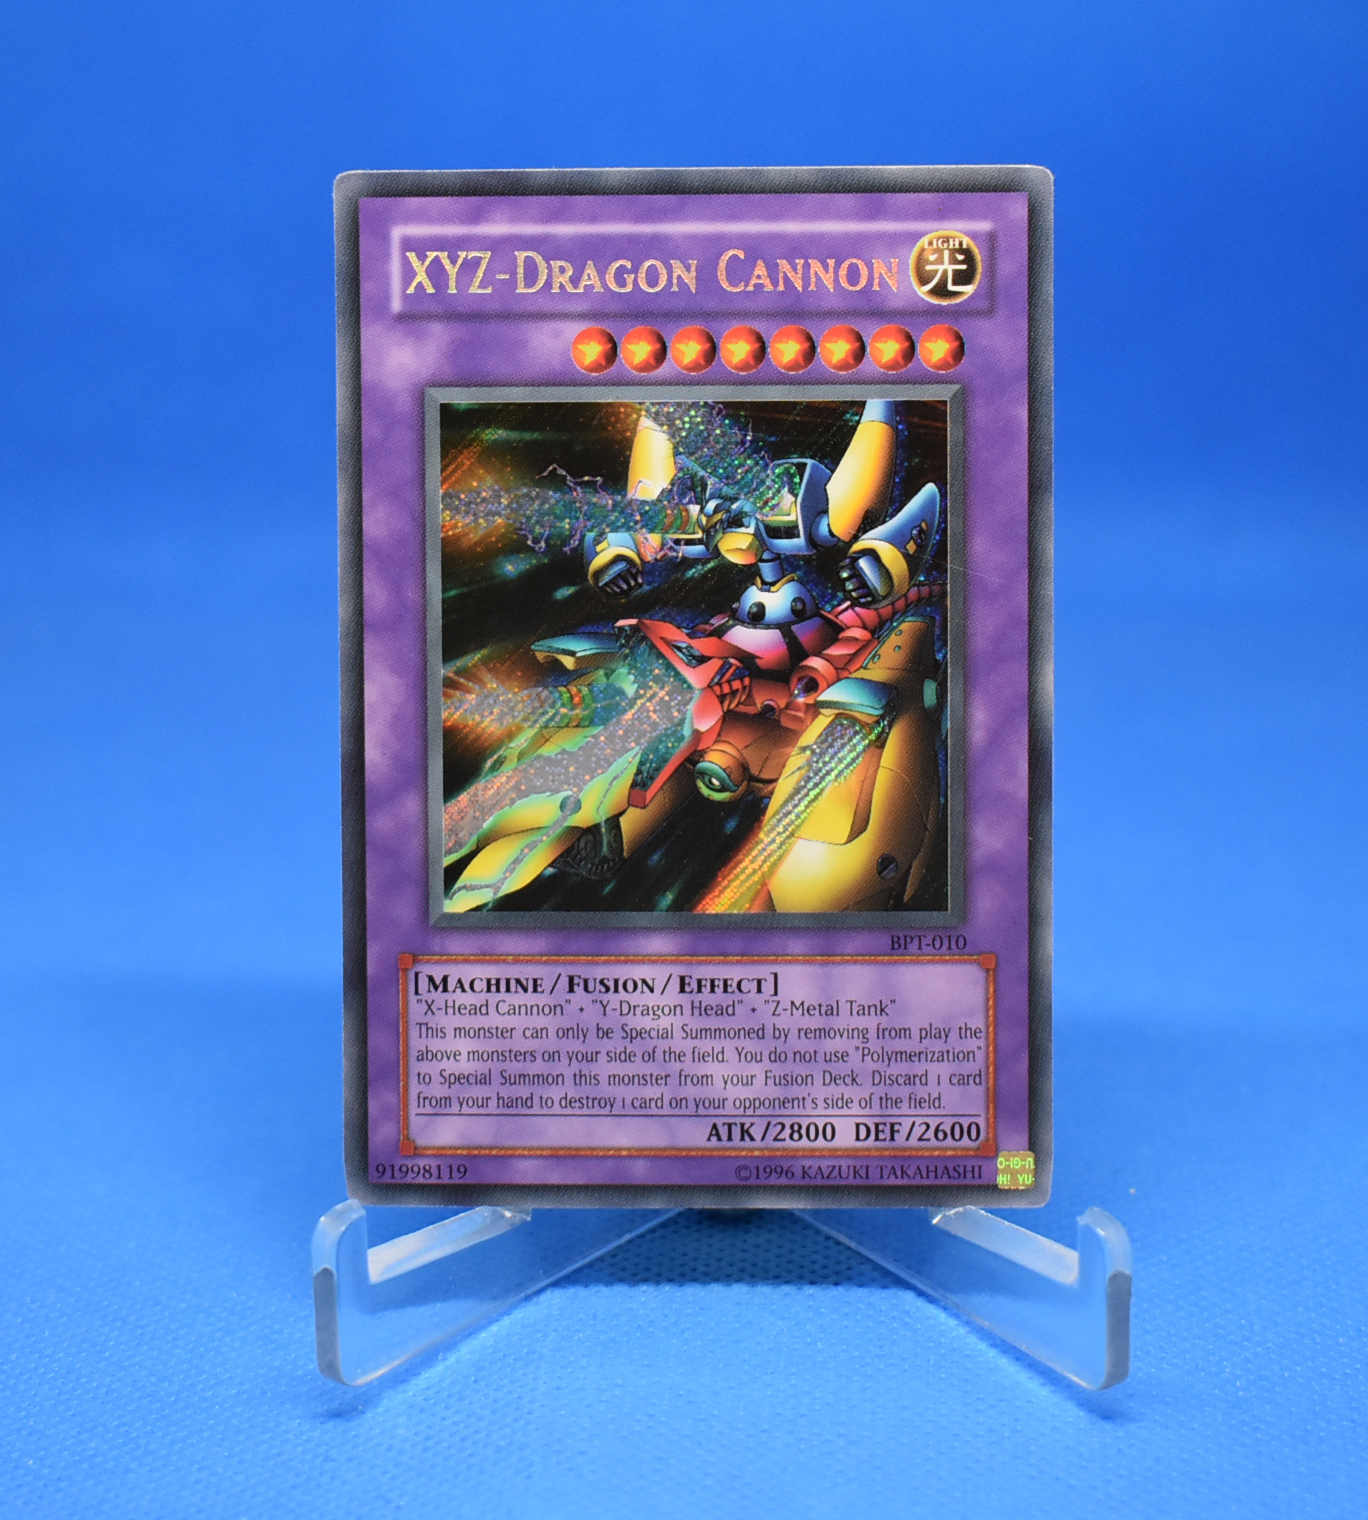 XYZ-Dragon Cannon
LIGHT
光
BPT-010
[Machine/Fusion/Effect]
"X-Head Cannon" + "Y-Dragon Head" + "Z-Metal Tank"
This monster can only be Special Summoned by removing from play the
above monsters on your side of the field. You do not use "Polymerization"
to Special Summon this monster from your Fusion Deck. Discard 1 card
from your hand to destroy 1 card on your opponent's side of the field.
ATK/2800 DEF/2600
91998119
©1996 KAZUKI TAKAHASHI
U-GI-O
H! YU-